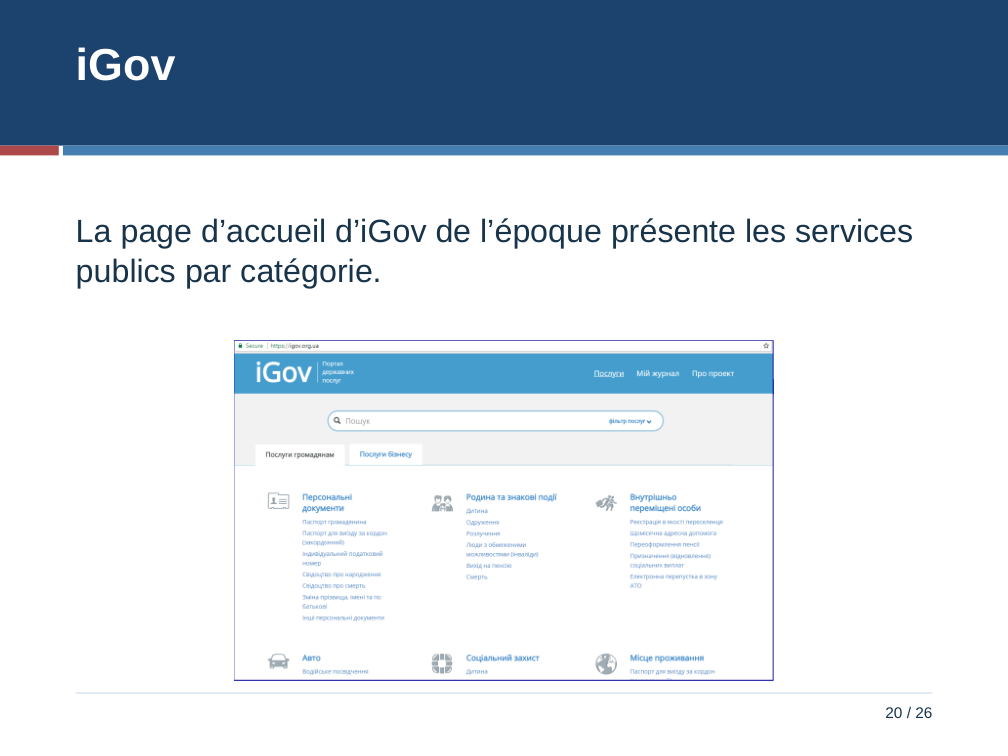 iGov
La page d’accueil d’iGov de l’époque présente les services
publics par catégorie.
Secure | https://igov.org.ua
iGov
Портал
державних
послуг
Послуги Мій журнал Про проект
Пошук
фільтр послуг
Послуги громадянам
Послуги бізнесу
Персональні
документи
Паспорт громадянина
Паспорт для виїзду за кордон
(закордонний)
Індивідуальний податковий
номер
Свідоцтво про народження
Свідоцтво про смерть
Зміна прізвища, імені та по
батькові
Інші персональні документи
Родина та знакові події
Дитина
Одруження
Розлучення
Люди з обмеженими
можливостями (інваліди)
Вихід на пенсію
Смерть
Внутрішньо
переміщені особи
Реєстрація в якості переселенця
Щомісячна адресна допомога
Переоформлення пенсії
Призначення (відновлення)
соціальних виплат
Електронна перепустка в зону
АТО
Авто
Водійське посвідчення
Соціальний захист
Дитина
Місце проживання
Паспорт для виїзду за кордон
20 / 26